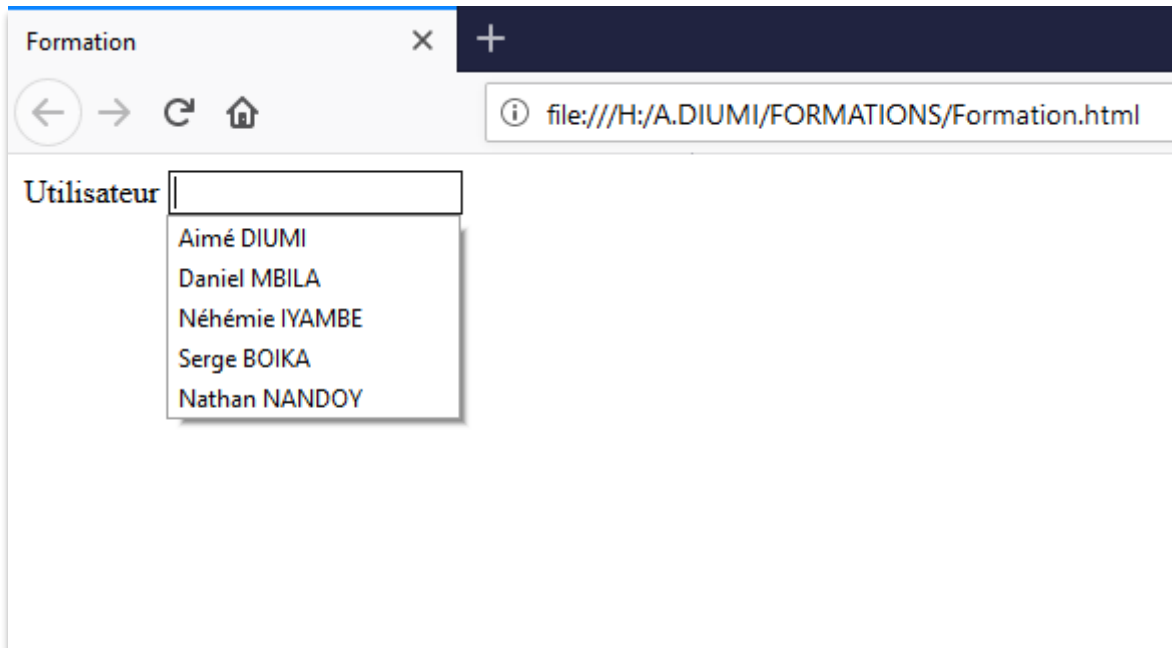 Formation
file:///H:/A.DIUMI/FORMATIONS/Formation.html
Utilisateur
Aimé DIUMI
Daniel MBILA
Néhémie IYAMBE
Serge BOIKA
Nathan NANDOY